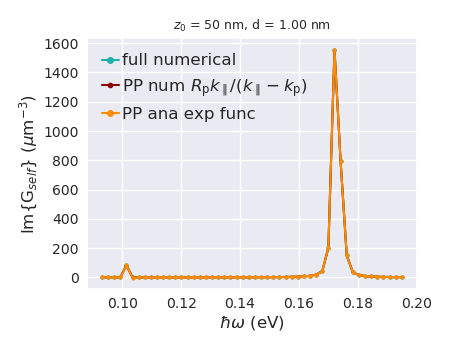 z₀ = 50 nm, d = 1.00 nm
1600
1400
1200
1000
800
600
400
200
0
Im{G_self} (μm⁻³)
full numerical
PP num Rₚk∥/(k∥ − kₚ)
PP ana exp func
0.10 0.12 0.14 0.16 0.18 0.20
ℏω (eV)